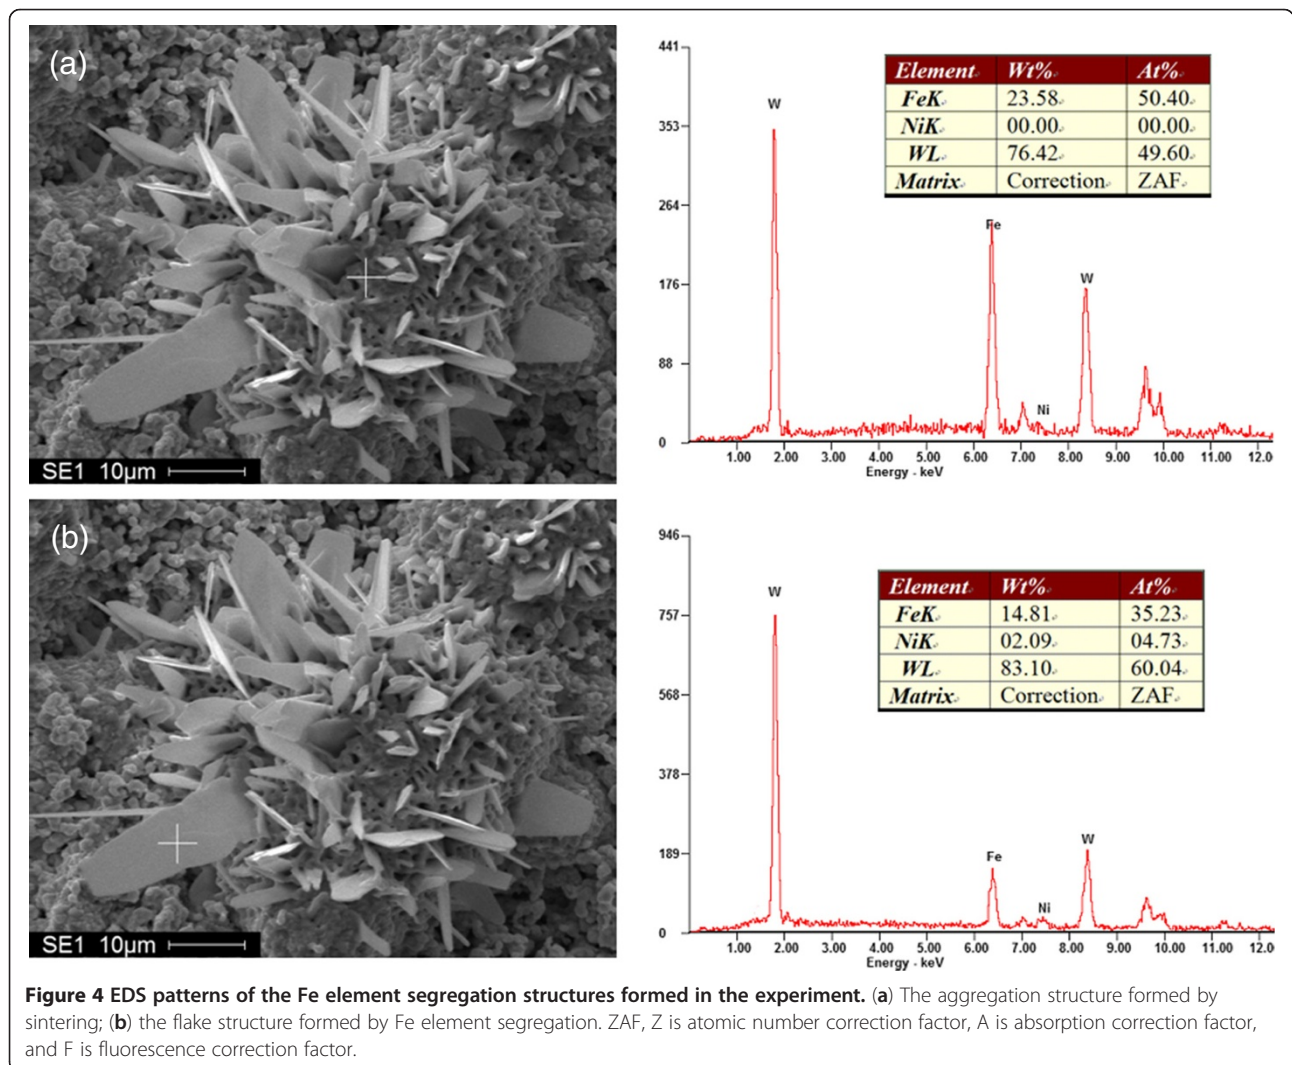 (a)
SE1 10µm
441
353
264
176
88
0
W
Fe
Ni
W
1.00 2.00 3.00 4.00 5.00 6.00 7.00 8.00 9.00 10.00 11.00 12.0
Energy - keV
Element Wt% At%
FeK 23.58 50.40
NiK 00.00 00.00
WL 76.42 49.60
Matrix Correction ZAF
(b)
SE1 10µm
946
757
568
378
189
0
W
Fe
Ni
W
1.00 2.00 3.00 4.00 5.00 6.00 7.00 8.00 9.00 10.00 11.00 12.0
Energy - keV
Element Wt% At%
FeK 14.81 35.23
NiK 02.09 04.73
WL 83.10 60.04
Matrix Correction ZAF
Figure 4 EDS patterns of the Fe element segregation structures formed in the experiment. (a) The aggregation structure formed by
sintering; (b) the flake structure formed by Fe element segregation. ZAF, Z is atomic number correction factor, A is absorption correction factor,
and F is fluorescence correction factor.